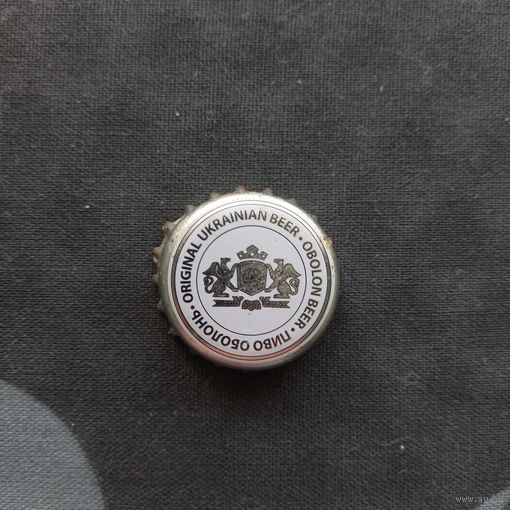 ORIGINAL UKRAINIAN BEER • OBOLON BEER • ПИВО ОБОЛОНЬ •